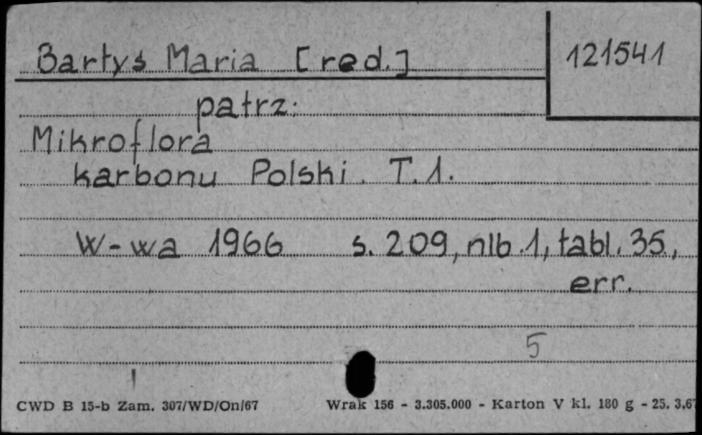 Bartyś Maria [red.]
121541
patrz:
Mikroflora
karbonu Polski. T.1.
W-wa 1966 s. 209, nlb.1, tabl. 35,
err.
5
CWD B 15-b Zam. 307/WD/On/67 Wrak 156 - 3.305.000 - Karton V kl. 180 g - 25. 3.67